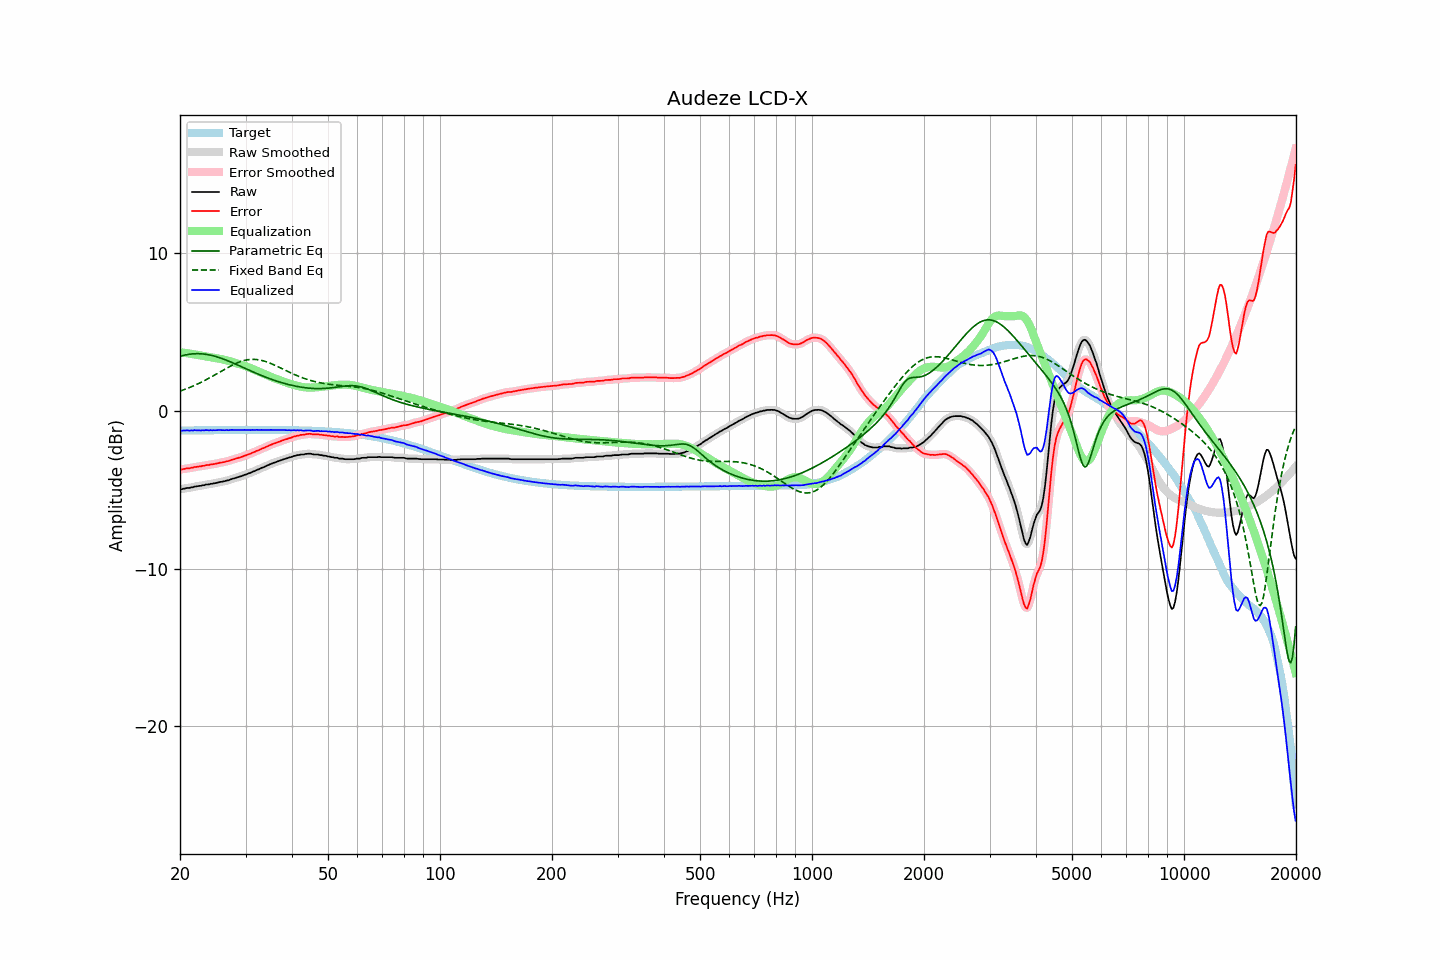 Audeze LCD-X
Target
Raw Smoothed
Error Smoothed
Raw
Error
Equalization
Parametric Eq
Fixed Band Eq
Equalized
10
0
−10
−20
Amplitude (dBr)
20 50 100 200 500 1000 2000 5000 10000 20000
Frequency (Hz)